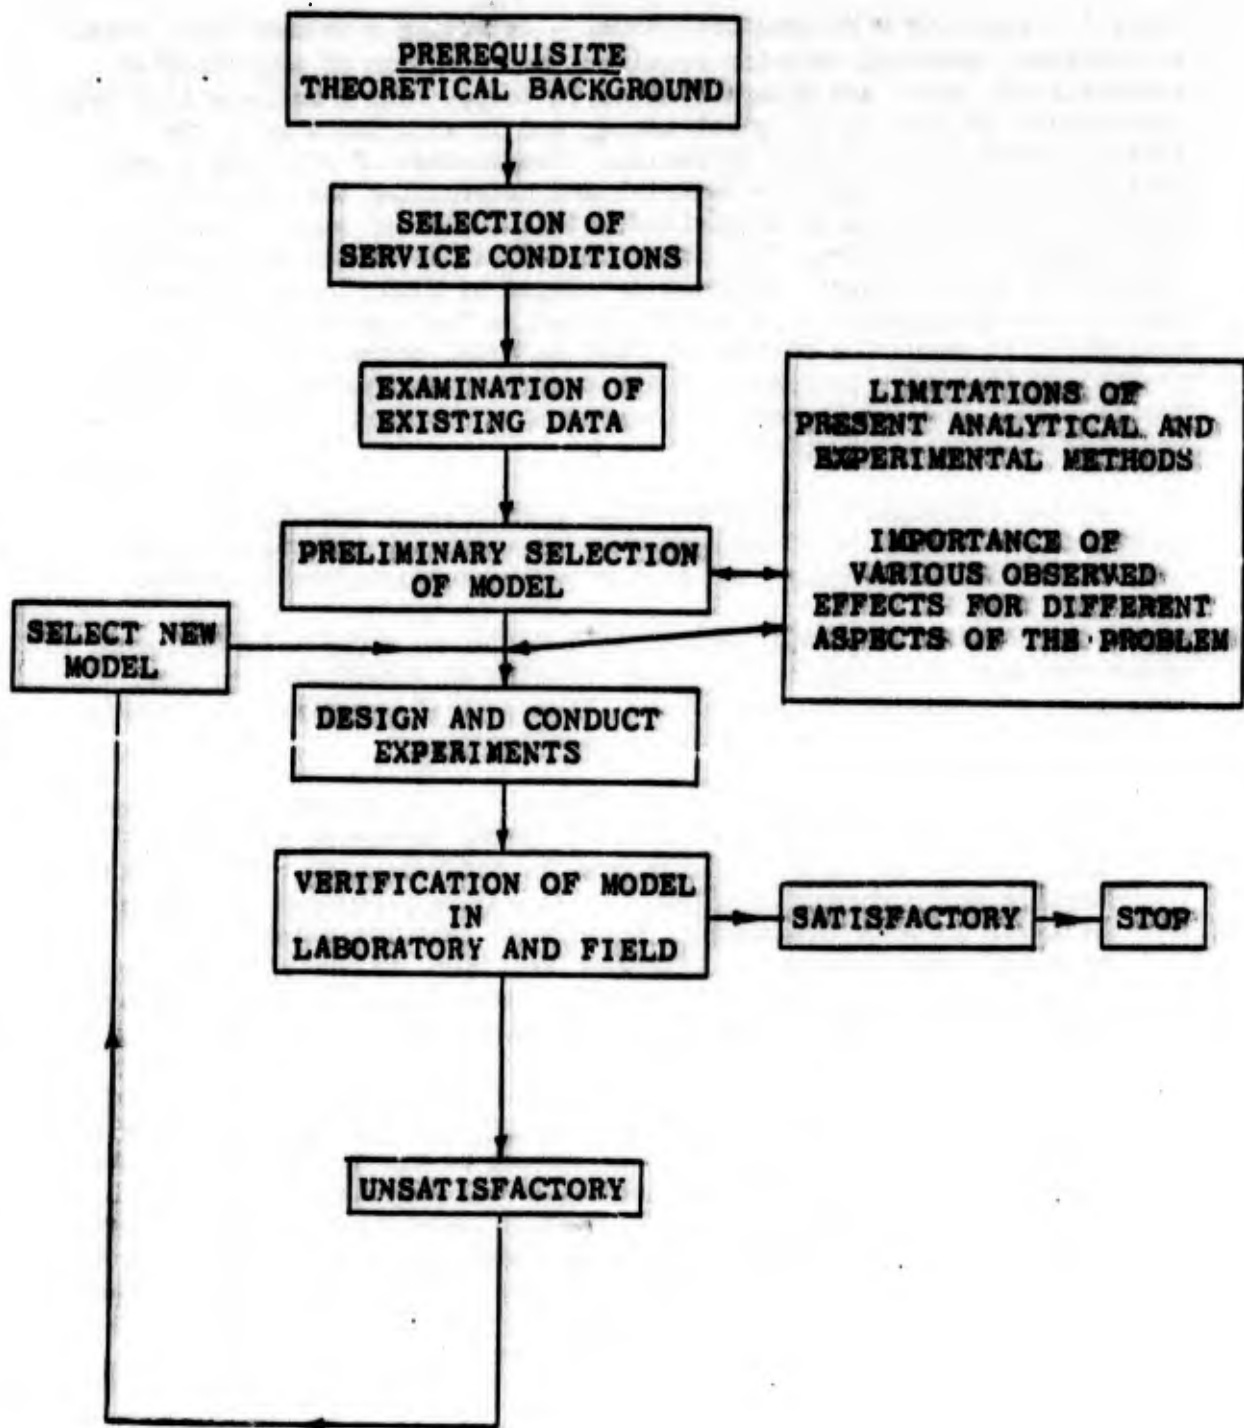 PREREQUISITE
THEORETICAL BACKGROUND
SELECTION OF
SERVICE CONDITIONS
EXAMINATION OF
EXISTING DATA
LIMITATIONS OF
PRESENT ANALYTICAL AND
EXPERIMENTAL METHODS
IMPORTANCE OF
VARIOUS OBSERVED
EFFECTS FOR DIFFERENT
ASPECTS OF THE PROBLEM
PRELIMINARY SELECTION
OF MODEL
SELECT NEW
MODEL
DESIGN AND CONDUCT
EXPERIMENTS
VERIFICATION OF MODEL
IN
LABORATORY AND FIELD
SATISFACTORY
STOP
UNSATISFACTORY